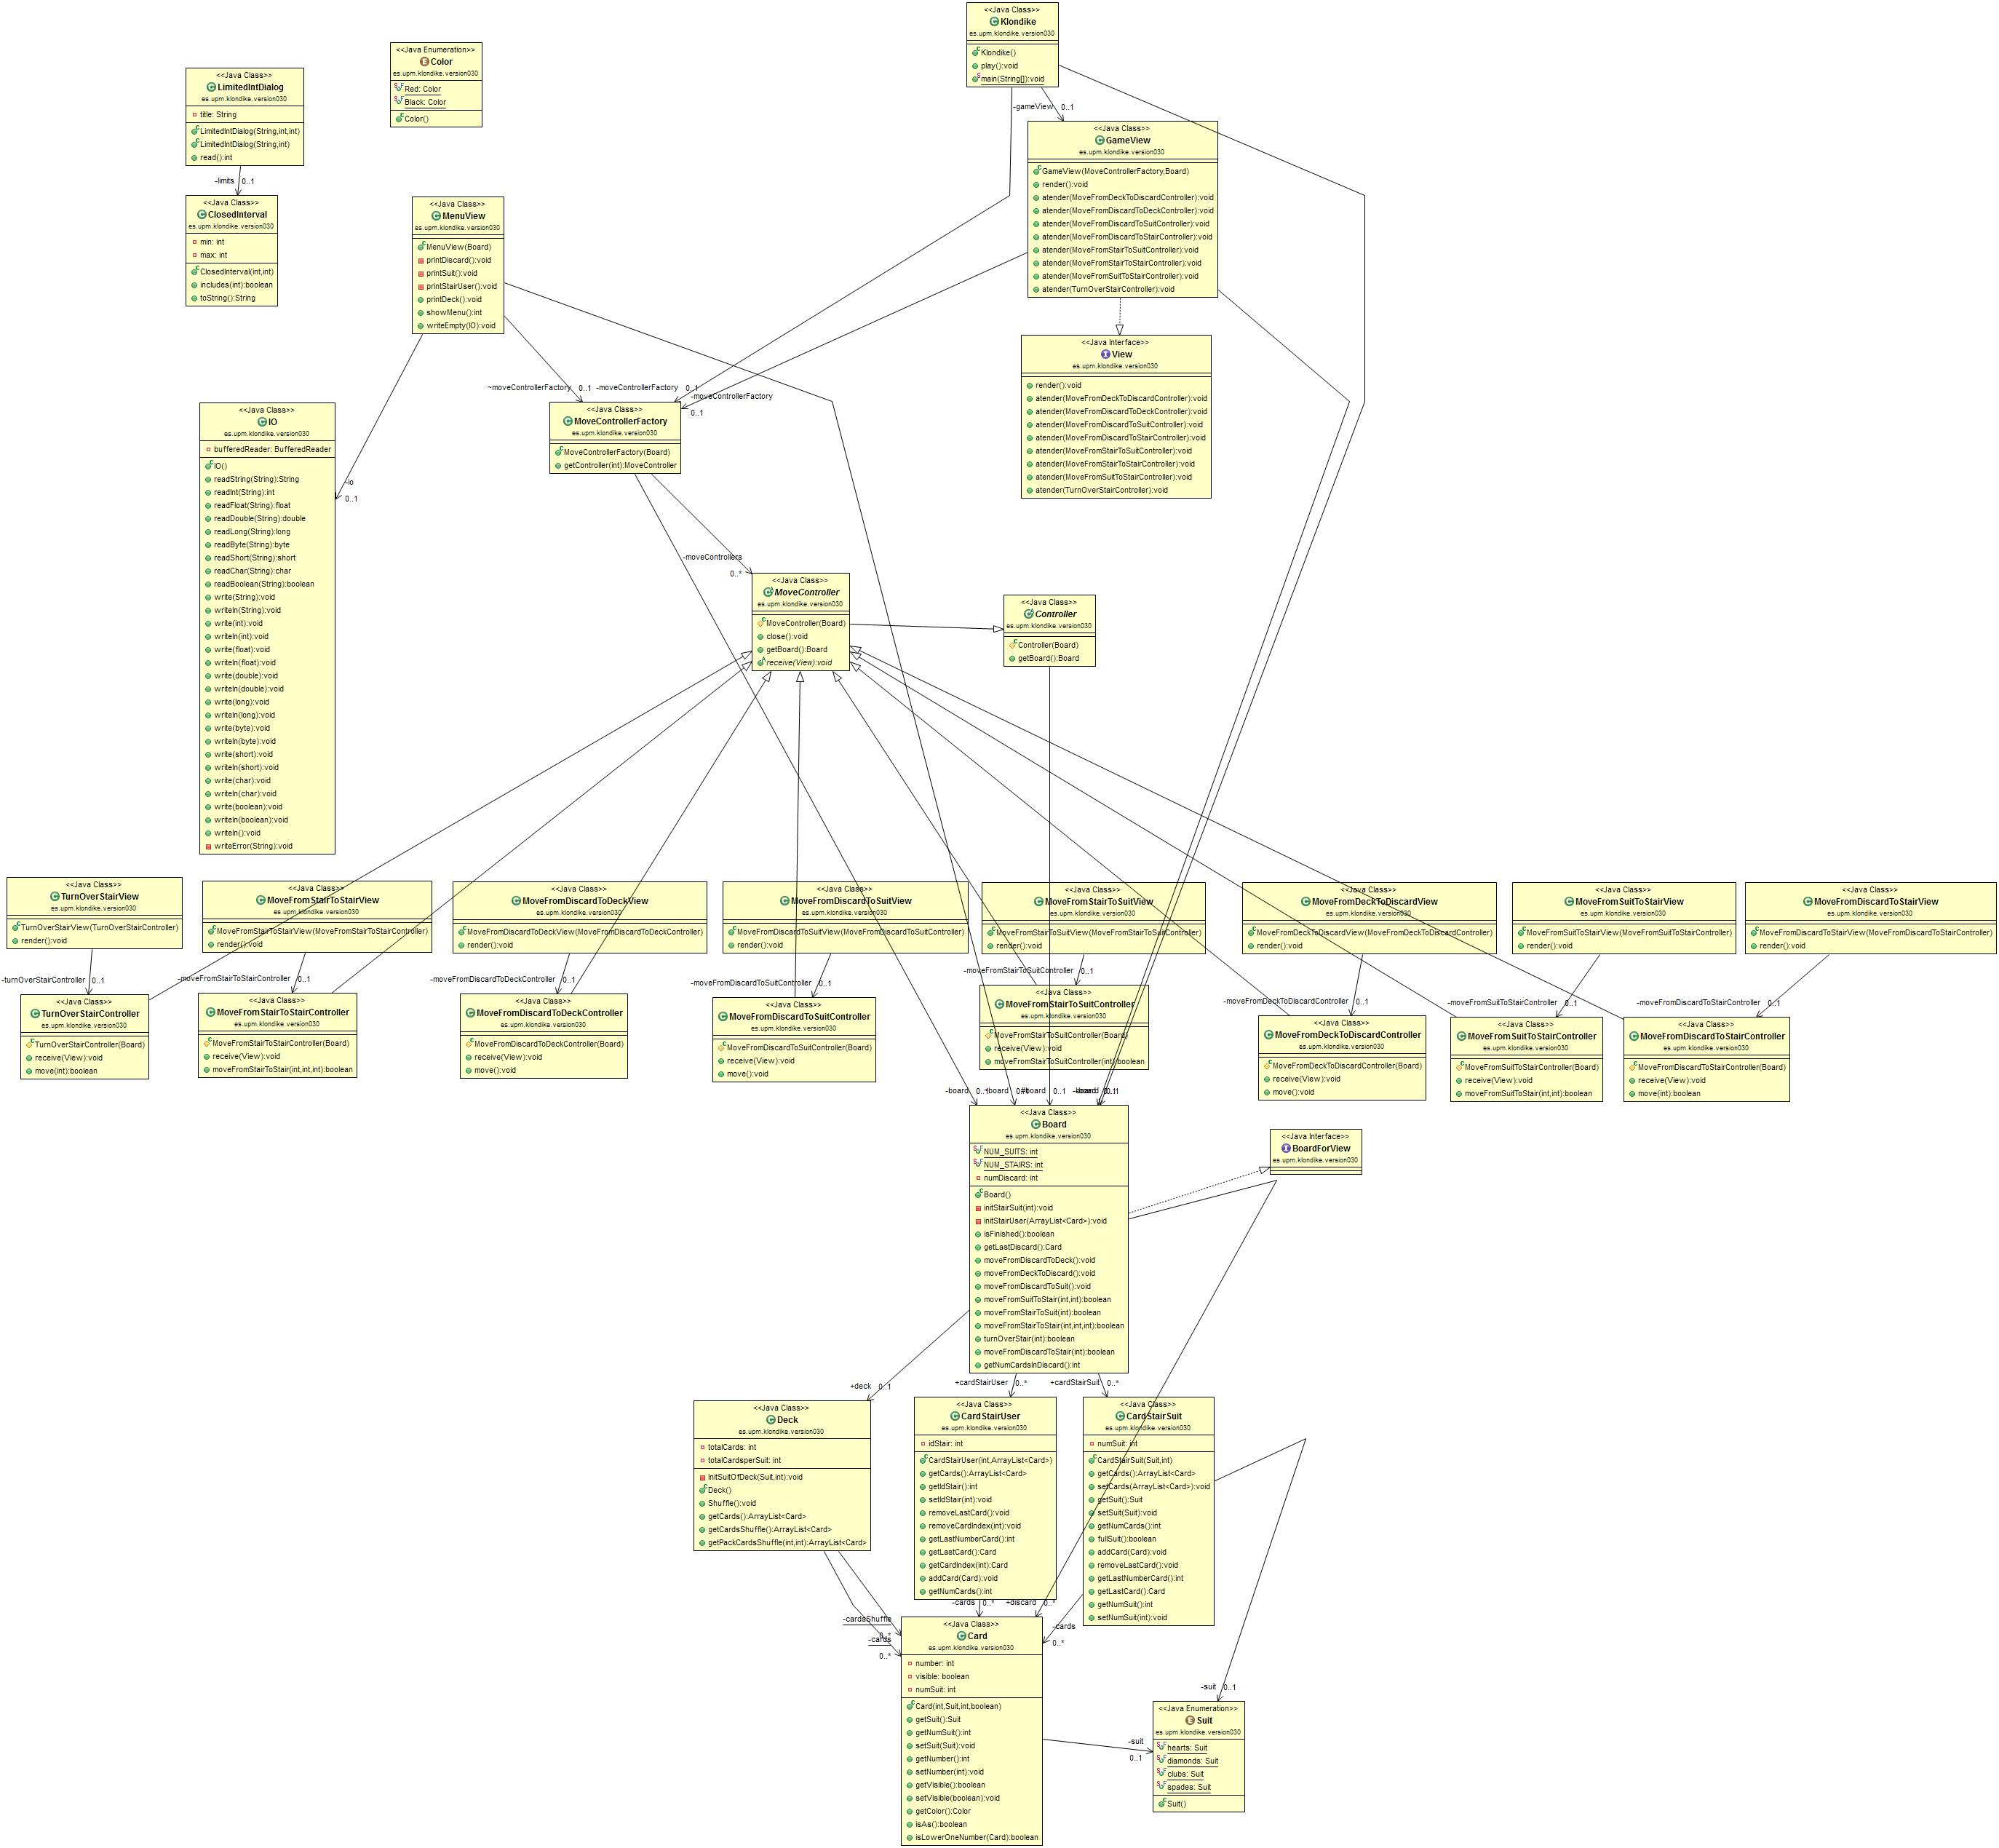 <<Java Class>>
Klondike
es.upm.klondike.version030
Klondike()
play():void
main(String[]):void
<<Java Enumeration>>
Color
es.upm.klondike.version030
Red: Color
Black: Color
Color()
<<Java Class>>
LimitedIntDialog
es.upm.klondike.version030
title: String
LimitedIntDialog(String,int,int)
LimitedIntDialog(String,int)
read():int
-limits 0..1
<<Java Class>>
ClosedInterval
es.upm.klondike.version030
min: int
max: int
ClosedInterval(int,int)
includes(int):boolean
toString():String
-gameView 0..1
<<Java Class>>
GameView
es.upm.klondike.version030
GameView(MoveControllerFactory,Board)
render():void
atender(MoveFromDeckToDiscardController):void
atender(MoveFromDiscardToDeckController):void
atender(MoveFromDiscardToSuitController):void
atender(MoveFromDiscardToStairController):void
atender(MoveFromStairToSuitController):void
atender(MoveFromStairToStairController):void
atender(MoveFromSuitToStairController):void
atender(TurnOverStairController):void
<<Java Class>>
MenuView
es.upm.klondike.version030
MenuView(Board)
printDiscard():void
printSuit():void
printStairUser():void
printDeck():void
showMenu():int
writeEmpty(IO):void
<<Java Interface>>
View
es.upm.klondike.version030
render():void
atender(MoveFromDeckToDiscardController):void
atender(MoveFromDiscardToDeckController):void
atender(MoveFromDiscardToSuitController):void
atender(MoveFromDiscardToStairController):void
atender(MoveFromStairToSuitController):void
atender(MoveFromStairToStairController):void
atender(MoveFromSuitToStairController):void
atender(TurnOverStairController):void
~moveControllerFactory 0..1
-moveControllerFactory 0..1
-moveControllerFactory
0..1
<<Java Class>>
MoveControllerFactory
es.upm.klondike.version030
MoveControllerFactory(Board)
getController(int):MoveController
<<Java Class>>
IO
es.upm.klondike.version030
bufferedReader: BufferedReader
IO()
readString(String):String
readInt(String):int
readFloat(String):float
readDouble(String):double
readLong(String):long
readByte(String):byte
readShort(String):short
readChar(String):char
readBoolean(String):boolean
write(String):void
writeln(String):void
write(int):void
writeln(int):void
write(float):void
writeln(float):void
write(double):void
writeln(double):void
write(long):void
writeln(long):void
write(byte):void
writeln(byte):void
write(short):void
writeln(short):void
write(char):void
writeln(char):void
write(boolean):void
writeln(boolean):void
writeln():void
writeError(String):void
-io
0..1
-moveControllers
0..*
<<Java Class>>
MoveController
es.upm.klondike.version030
MoveController(Board)
close():void
getBoard():Board
receive(View):void
<<Java Class>>
Controller
es.upm.klondike.version030
Controller(Board)
getBoard():Board
<<Java Class>>
TurnOverStairView
es.upm.klondike.version030
TurnOverStairView(TurnOverStairController)
render():void
<<Java Class>>
MoveFromStairToStairView
es.upm.klondike.version030
MoveFromStairToStairView(MoveFromStairToStairController)
render():void
<<Java Class>>
MoveFromDiscardToDeckView
es.upm.klondike.version030
MoveFromDiscardToDeckView(MoveFromDiscardToDeckController)
render():void
<<Java Class>>
MoveFromDiscardToSuitView
es.upm.klondike.version030
MoveFromDiscardToSuitView(MoveFromDiscardToSuitController)
render():void
<<Java Class>>
MoveFromStairToSuitView
es.upm.klondike.version030
MoveFromStairToSuitView(MoveFromStairToSuitController)
render():void
<<Java Class>>
MoveFromDeckToDiscardView
es.upm.klondike.version030
MoveFromDeckToDiscardView(MoveFromDeckToDiscardController)
render():void
<<Java Class>>
MoveFromSuitToStairView
es.upm.klondike.version030
MoveFromSuitToStairView(MoveFromSuitToStairController)
render():void
<<Java Class>>
MoveFromDiscardToStairView
es.upm.klondike.version030
MoveFromDiscardToStairView(MoveFromDiscardToStairController)
render():void
-turnOverStairController 0..1
-moveFromStairToStairController 0..1
-moveFromDiscardToDeckController 0..1
-moveFromDiscardToSuitController 0..1
-moveFromStairToSuitController 0..1
-moveFromDeckToDiscardController 0..1
-moveFromSuitToStairController 0..1
-moveFromDiscardToStairController 0..1
<<Java Class>>
TurnOverStairController
es.upm.klondike.version030
TurnOverStairController(Board)
receive(View):void
move(int):boolean
<<Java Class>>
MoveFromStairToStairController
es.upm.klondike.version030
MoveFromStairToStairController(Board)
receive(View):void
moveFromStairToStair(int,int,int):boolean
<<Java Class>>
MoveFromDiscardToDeckController
es.upm.klondike.version030
MoveFromDiscardToDeckController(Board)
receive(View):void
move():void
<<Java Class>>
MoveFromDiscardToSuitController
es.upm.klondike.version030
MoveFromDiscardToSuitController(Board)
receive(View):void
move():void
<<Java Class>>
MoveFromStairToSuitController
es.upm.klondike.version030
MoveFromStairToSuitController(Board)
receive(View):void
moveFromStairToSuitController(int):boolean
<<Java Class>>
MoveFromDeckToDiscardController
es.upm.klondike.version030
MoveFromDeckToDiscardController(Board)
receive(View):void
move():void
<<Java Class>>
MoveFromSuitToStairController
es.upm.klondike.version030
MoveFromSuitToStairController(Board)
receive(View):void
moveFromSuitToStair(int,int):boolean
<<Java Class>>
MoveFromDiscardToStairController
es.upm.klondike.version030
MoveFromDiscardToStairController(Board)
receive(View):void
move(int):boolean
-board
0..1
<<Java Class>>
Board
es.upm.klondike.version030
NUM_SUITS: int
NUM_STAIRS: int
numDiscard: int
Board()
initStairSuit(int):void
initStairUser(ArrayList<Card>):void
isFinished():boolean
getLastDiscard():Card
moveFromDiscardToDeck():void
moveFromDeckToDiscard():void
moveFromDiscardToSuit():void
moveFromSuitToStair(int,int):boolean
moveFromStairToSuit(int):boolean
moveFromStairToStair(int,int,int):boolean
turnOverStair(int):boolean
moveFromDiscardToStair(int):boolean
getNumCardsInDiscard():int
<<Java Interface>>
BoardForView
es.upm.klondike.version030
+deck 0..1
+cardStairUser 0..*
+cardStairSuit 0..*
<<Java Class>>
Deck
es.upm.klondike.version030
totalCards: int
totalCardsperSuit: int
InitSuitOfDeck(Suit,int):void
Deck()
Shuffle():void
getCards():ArrayList<Card>
getCardsShuffle():ArrayList<Card>
getPackCardsShuffle(int,int):ArrayList<Card>
<<Java Class>>
CardStairUser
es.upm.klondike.version030
idStair: int
CardStairUser(int,ArrayList<Card>)
getCards():ArrayList<Card>
getIdStair():int
setIdStair(int):void
removeLastCard():void
removeCardIndex(int):void
getLastNumberCard():int
getLastCard():Card
getCardIndex(int):Card
addCard(Card):void
getNumCards():int
<<Java Class>>
CardStairSuit
es.upm.klondike.version030
numSuit: int
CardStairSuit(Suit,int)
getCards():ArrayList<Card>
setCards(ArrayList<Card>):void
getSuit():Suit
setSuit(Suit):void
getNumCards():int
fullSuit():boolean
addCard(Card):void
removeLastCard():void
getLastNumberCard():int
getLastCard():Card
getNumSuit():int
setNumSuit(int):void
-cards 0..*
+discard 0..*
-cards
0..*
-cardsShuffle
0..*
-cards
0..*
<<Java Class>>
Card
es.upm.klondike.version030
number: int
visible: boolean
numSuit: int
Card(int,Suit,int,boolean)
getSuit():Suit
getNumSuit():int
setSuit(Suit):void
getNumber():int
setNumber(int):void
getVisible():boolean
setVisible(boolean):void
getColor():Color
isAs():boolean
isLowerOneNumber(Card):boolean
-suit 0..1
-suit
0..1
<<Java Enumeration>>
Suit
es.upm.klondike.version030
hearts: Suit
diamonds: Suit
clubs: Suit
spades: Suit
Suit()